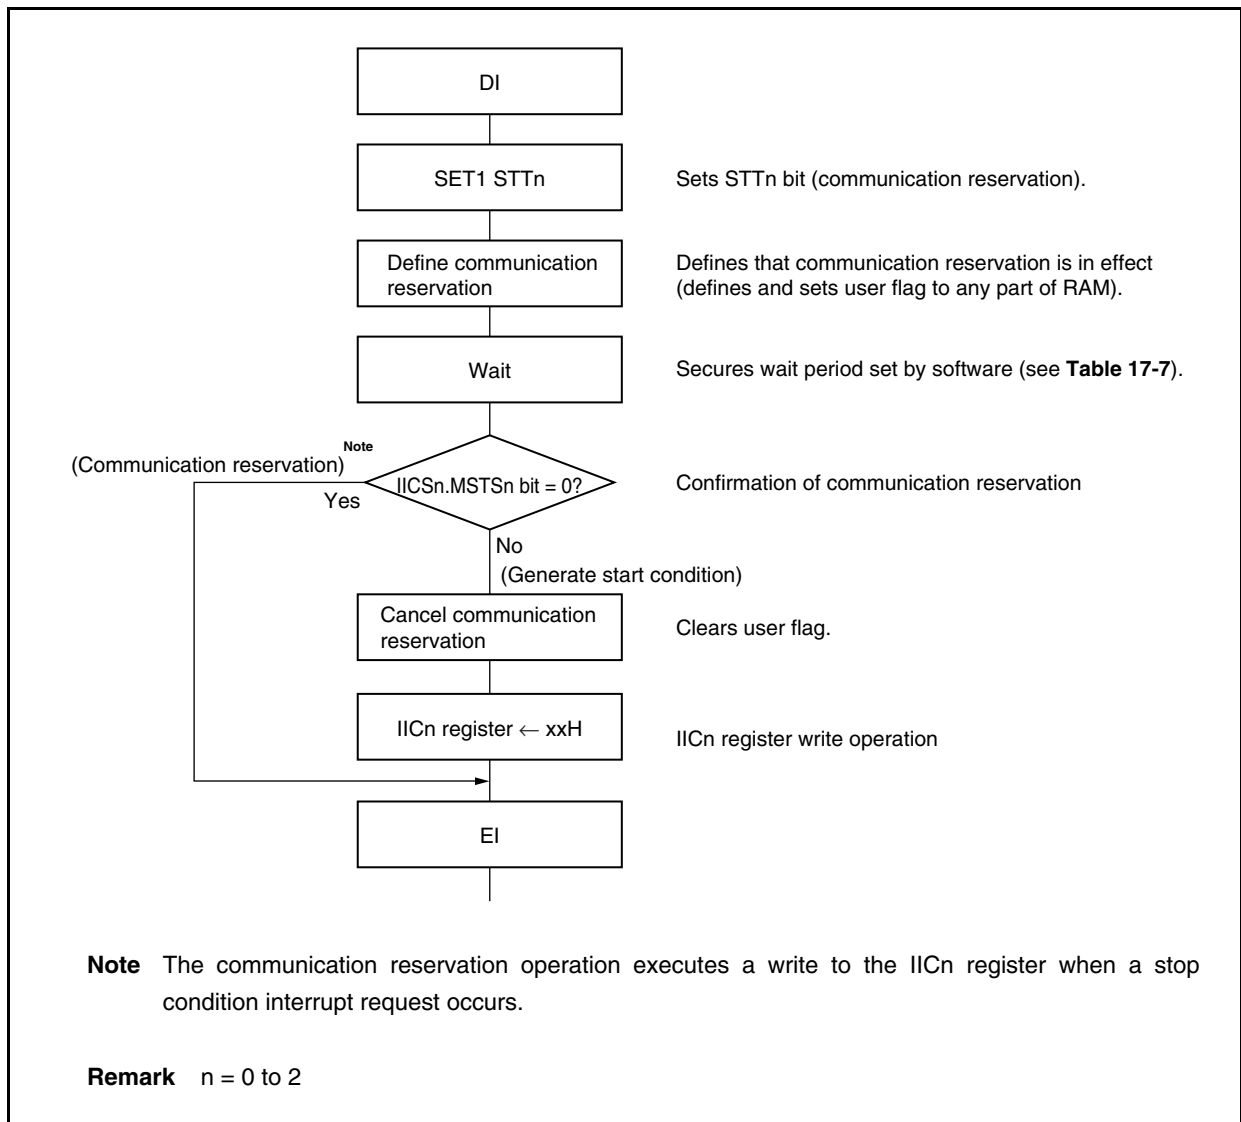 DI
SET1 STTn
Sets STTn bit (communication reservation).
Define communication
reservation
Defines that communication reservation is in effect
(defines and sets user flag to any part of RAM).
Wait
Secures wait period set by software (see Table 17-7).
(Communication reservation)Note
IICSn.MSTSn bit = 0?
Confirmation of communication reservation
Yes
No
(Generate start condition)
Cancel communication
reservation
Clears user flag.
IICn register ← xxH
IICn register write operation
EI
Note The communication reservation operation executes a write to the IICn register when a stop
condition interrupt request occurs.
Remark n = 0 to 2